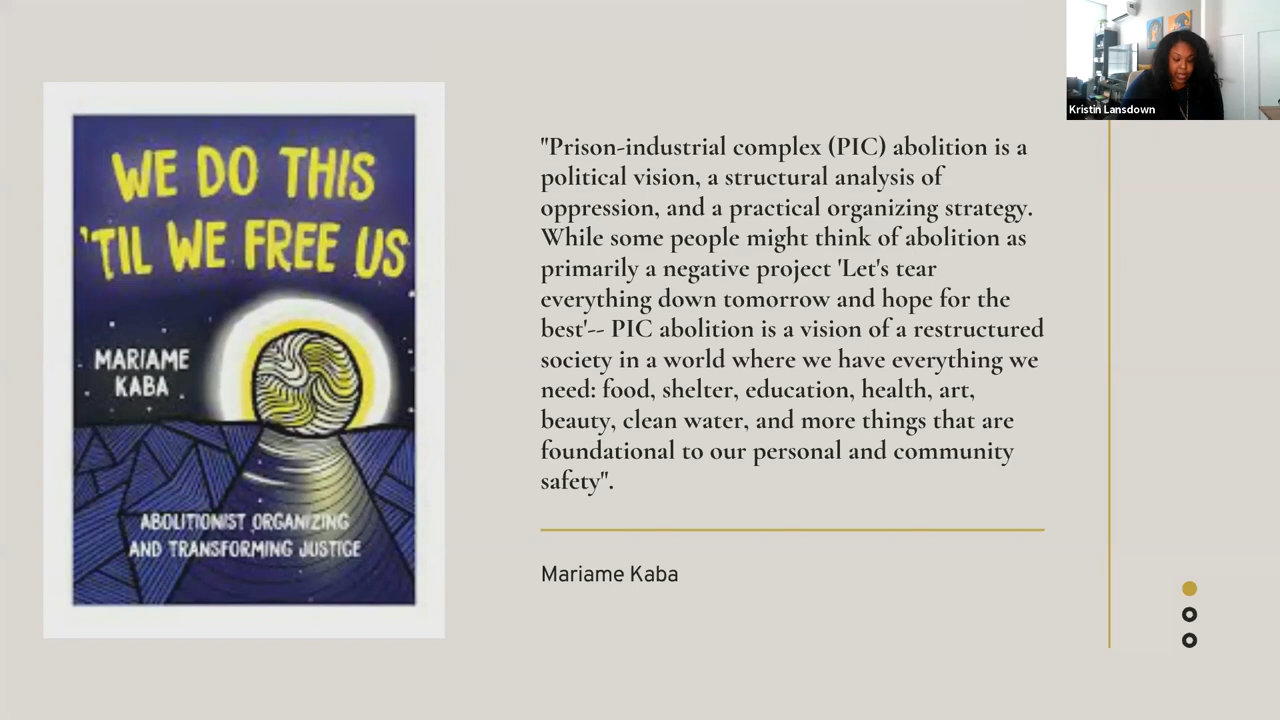 WE DO THIS
'TIL WE FREE US
MARIAME
KABA
ABOLITIONIST ORGANIZING
AND TRANSFORMING JUSTICE
"Prison-industrial complex (PIC) abolition is a
political vision, a structural analysis of
oppression, and a practical organizing strategy.
While some people might think of abolition as
primarily a negative project 'Let's tear
everything down tomorrow and hope for the
best'-- PIC abolition is a vision of a restructured
society in a world where we have everything we
need: food, shelter, education, health, art,
beauty, clean water, and more things that are
foundational to our personal and community
safety".
Mariame Kaba
Kristin Lansdown